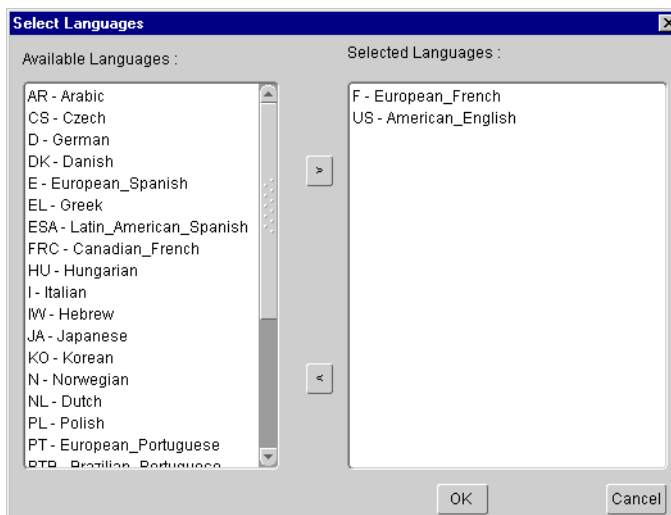 Select Languages
Available Languages :
AR - Arabic
CS - Czech
D - German
DK - Danish
E - European_Spanish
EL - Greek
ESA - Latin_American_Spanish
FRC - Canadian_French
HU - Hungarian
I - Italian
IW - Hebrew
JA - Japanese
KO - Korean
N - Norwegian
NL - Dutch
PL - Polish
PT - European_Portuguese
PTB - Brazilian_Portuguese
>
<
Selected Languages :
F - European_French
US - American_English
OK
Cancel